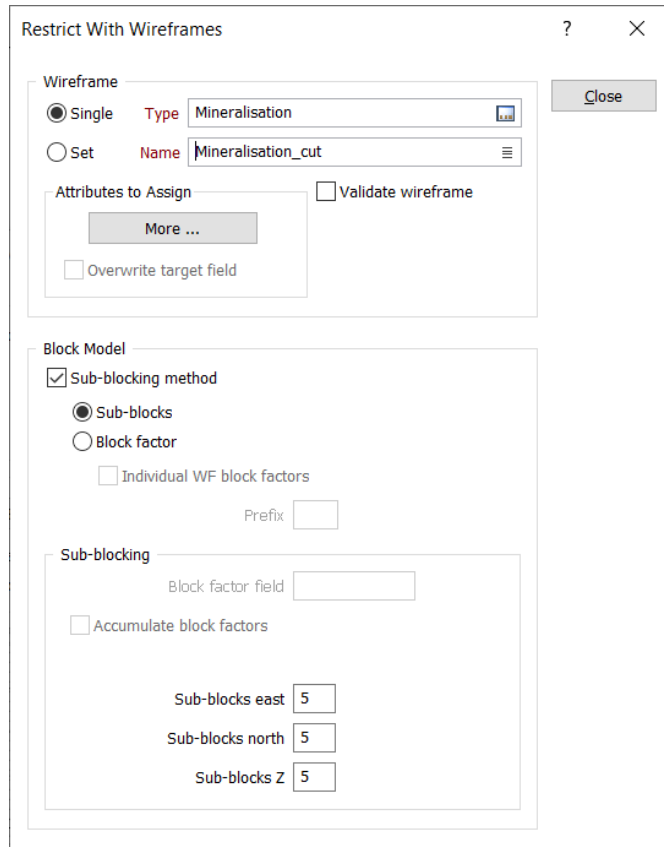 Restrict With Wireframes ?
Wireframe
Close
Single Type Mineralisation
Set Name Mineralisation_cut
Attributes to Assign
Validate wireframe
More ...
Overwrite target field
Block Model
Sub-blocking method
Sub-blocks
Block factor
Individual WF block factors
Prefix
Sub-blocking
Block factor field
Accumulate block factors
Sub-blocks east 5
Sub-blocks north 5
Sub-blocks Z 5